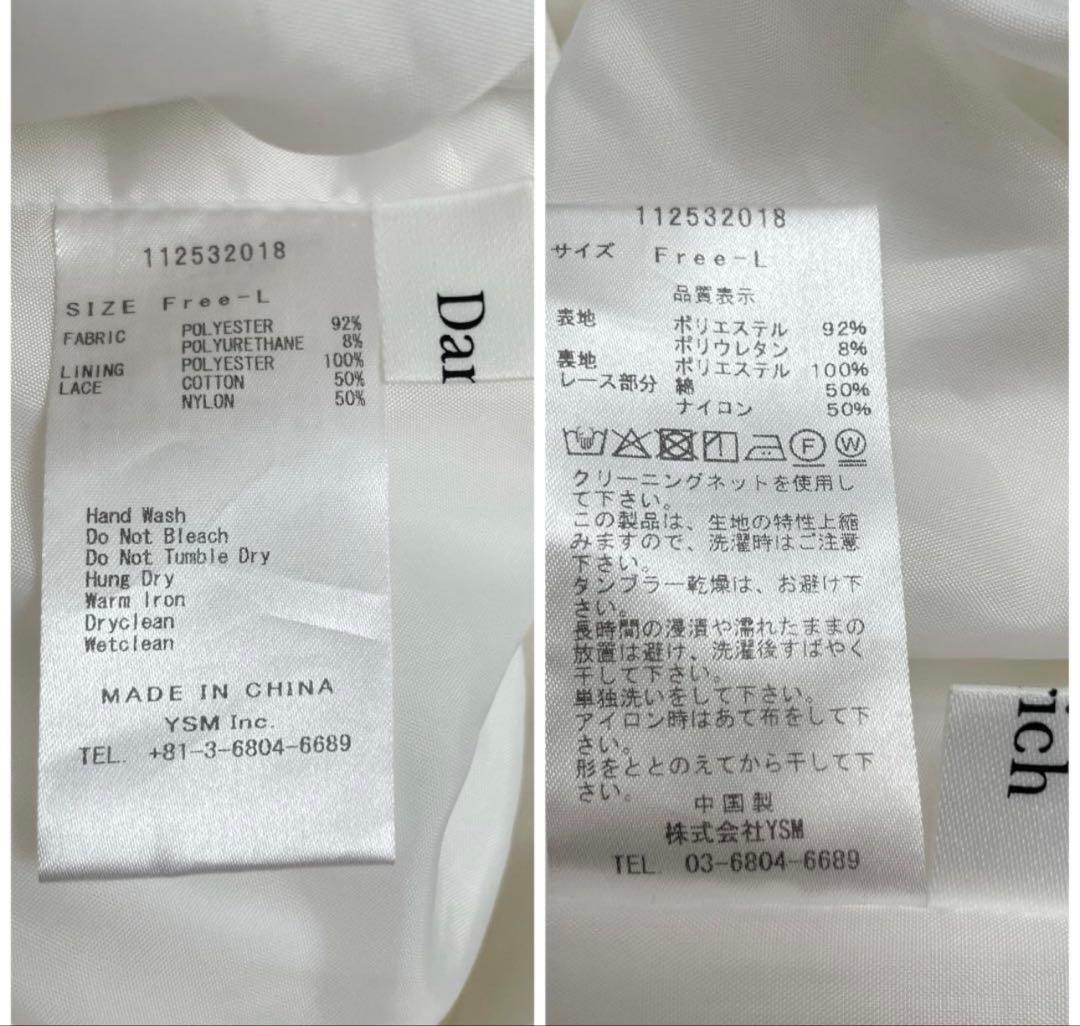 112532018
SIZE Free-L
FABRIC POLYESTER 92%
POLYURETHANE 8%
LINING POLYESTER 100%
LACE COTTON 50%
NYLON 50%
Hand Wash
Do Not Bleach
Do Not Tumble Dry
Hung Dry
Warm Iron
Dryclean
Wetclean
MADE IN CHINA
YSM Inc.
TEL. +81-3-6804-6689
Dar
112532018
サイズ Free-L
品質表示
表地 ポリエステル 92%
ポリウレタン 8%
裏地 ポリエステル 100%
レース部分 綿 50%
ナイロン 50%
F W
クリーニングネットを使用し
て下さい。
この製品は、生地の特性上縮
みますので、洗濯時はご注意
下さい。
タンブラー乾燥は、お避け下
さい。
長時間の浸漬や濡れたままの
放置は避け、洗濯後すばやく
干して下さい。
単独洗いをして下さい。
アイロン時はあて布をして下
さい。
形をととのえてから干して下
さい。
中国製
株式会社YSM
TEL. 03-6804-6689
rich